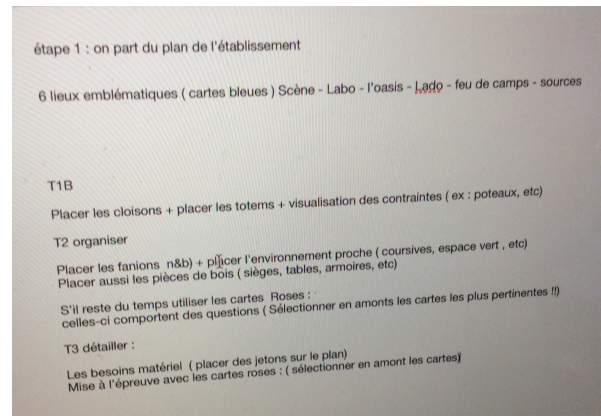 étape 1 : on part du plan de l'établissement
6 lieux emblématiques ( cartes bleues ) Scène - Labo - l'oasis - Lado - feu de camps - sources
T1B
Placer les cloisons + placer les totems + visualisation des contraintes ( ex : poteaux, etc)
T2 organiser
Placer les fanions n&b) + placer l'environnement proche ( coursives, espace vert , etc)
Placer aussi les pièces de bois ( sièges, tables, armoires, etc)
S'il reste du temps utiliser les cartes Roses :
celles-ci comportent des questions ( Sélectionner en amonts les cartes les plus pertinentes !!)
T3 détailler :
Les besoins matériel ( placer des jetons sur le plan)
Mise à l'épreuve avec les cartes roses : ( sélectionner en amont les cartes)